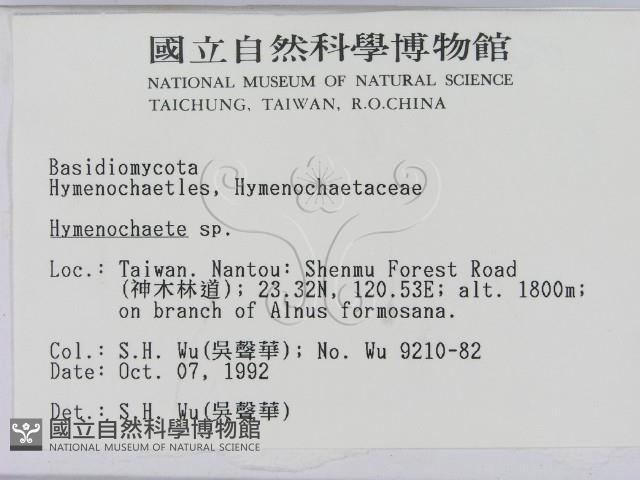 國立自然科學博物館
NATIONAL MUSEUM OF NATURAL SCIENCE
TAICHUNG, TAIWAN, R.O.CHINA
Basidiomycota
Hymenochaetles, Hymenochaetaceae
Hymenochaete sp.
Loc.: Taiwan. Nantou: Shenmu Forest Road
(神木林道); 23.32N, 120.53E; alt. 1800m;
on branch of Alnus formosana.
Col.: S.H. Wu(吳聲華); No. Wu 9210-82
Date: Oct. 07, 1992
Det.: S.H. Wu(吳聲華)
國立自然科學博物館
NATIONAL MUSEUM OF NATURAL SCIENCE